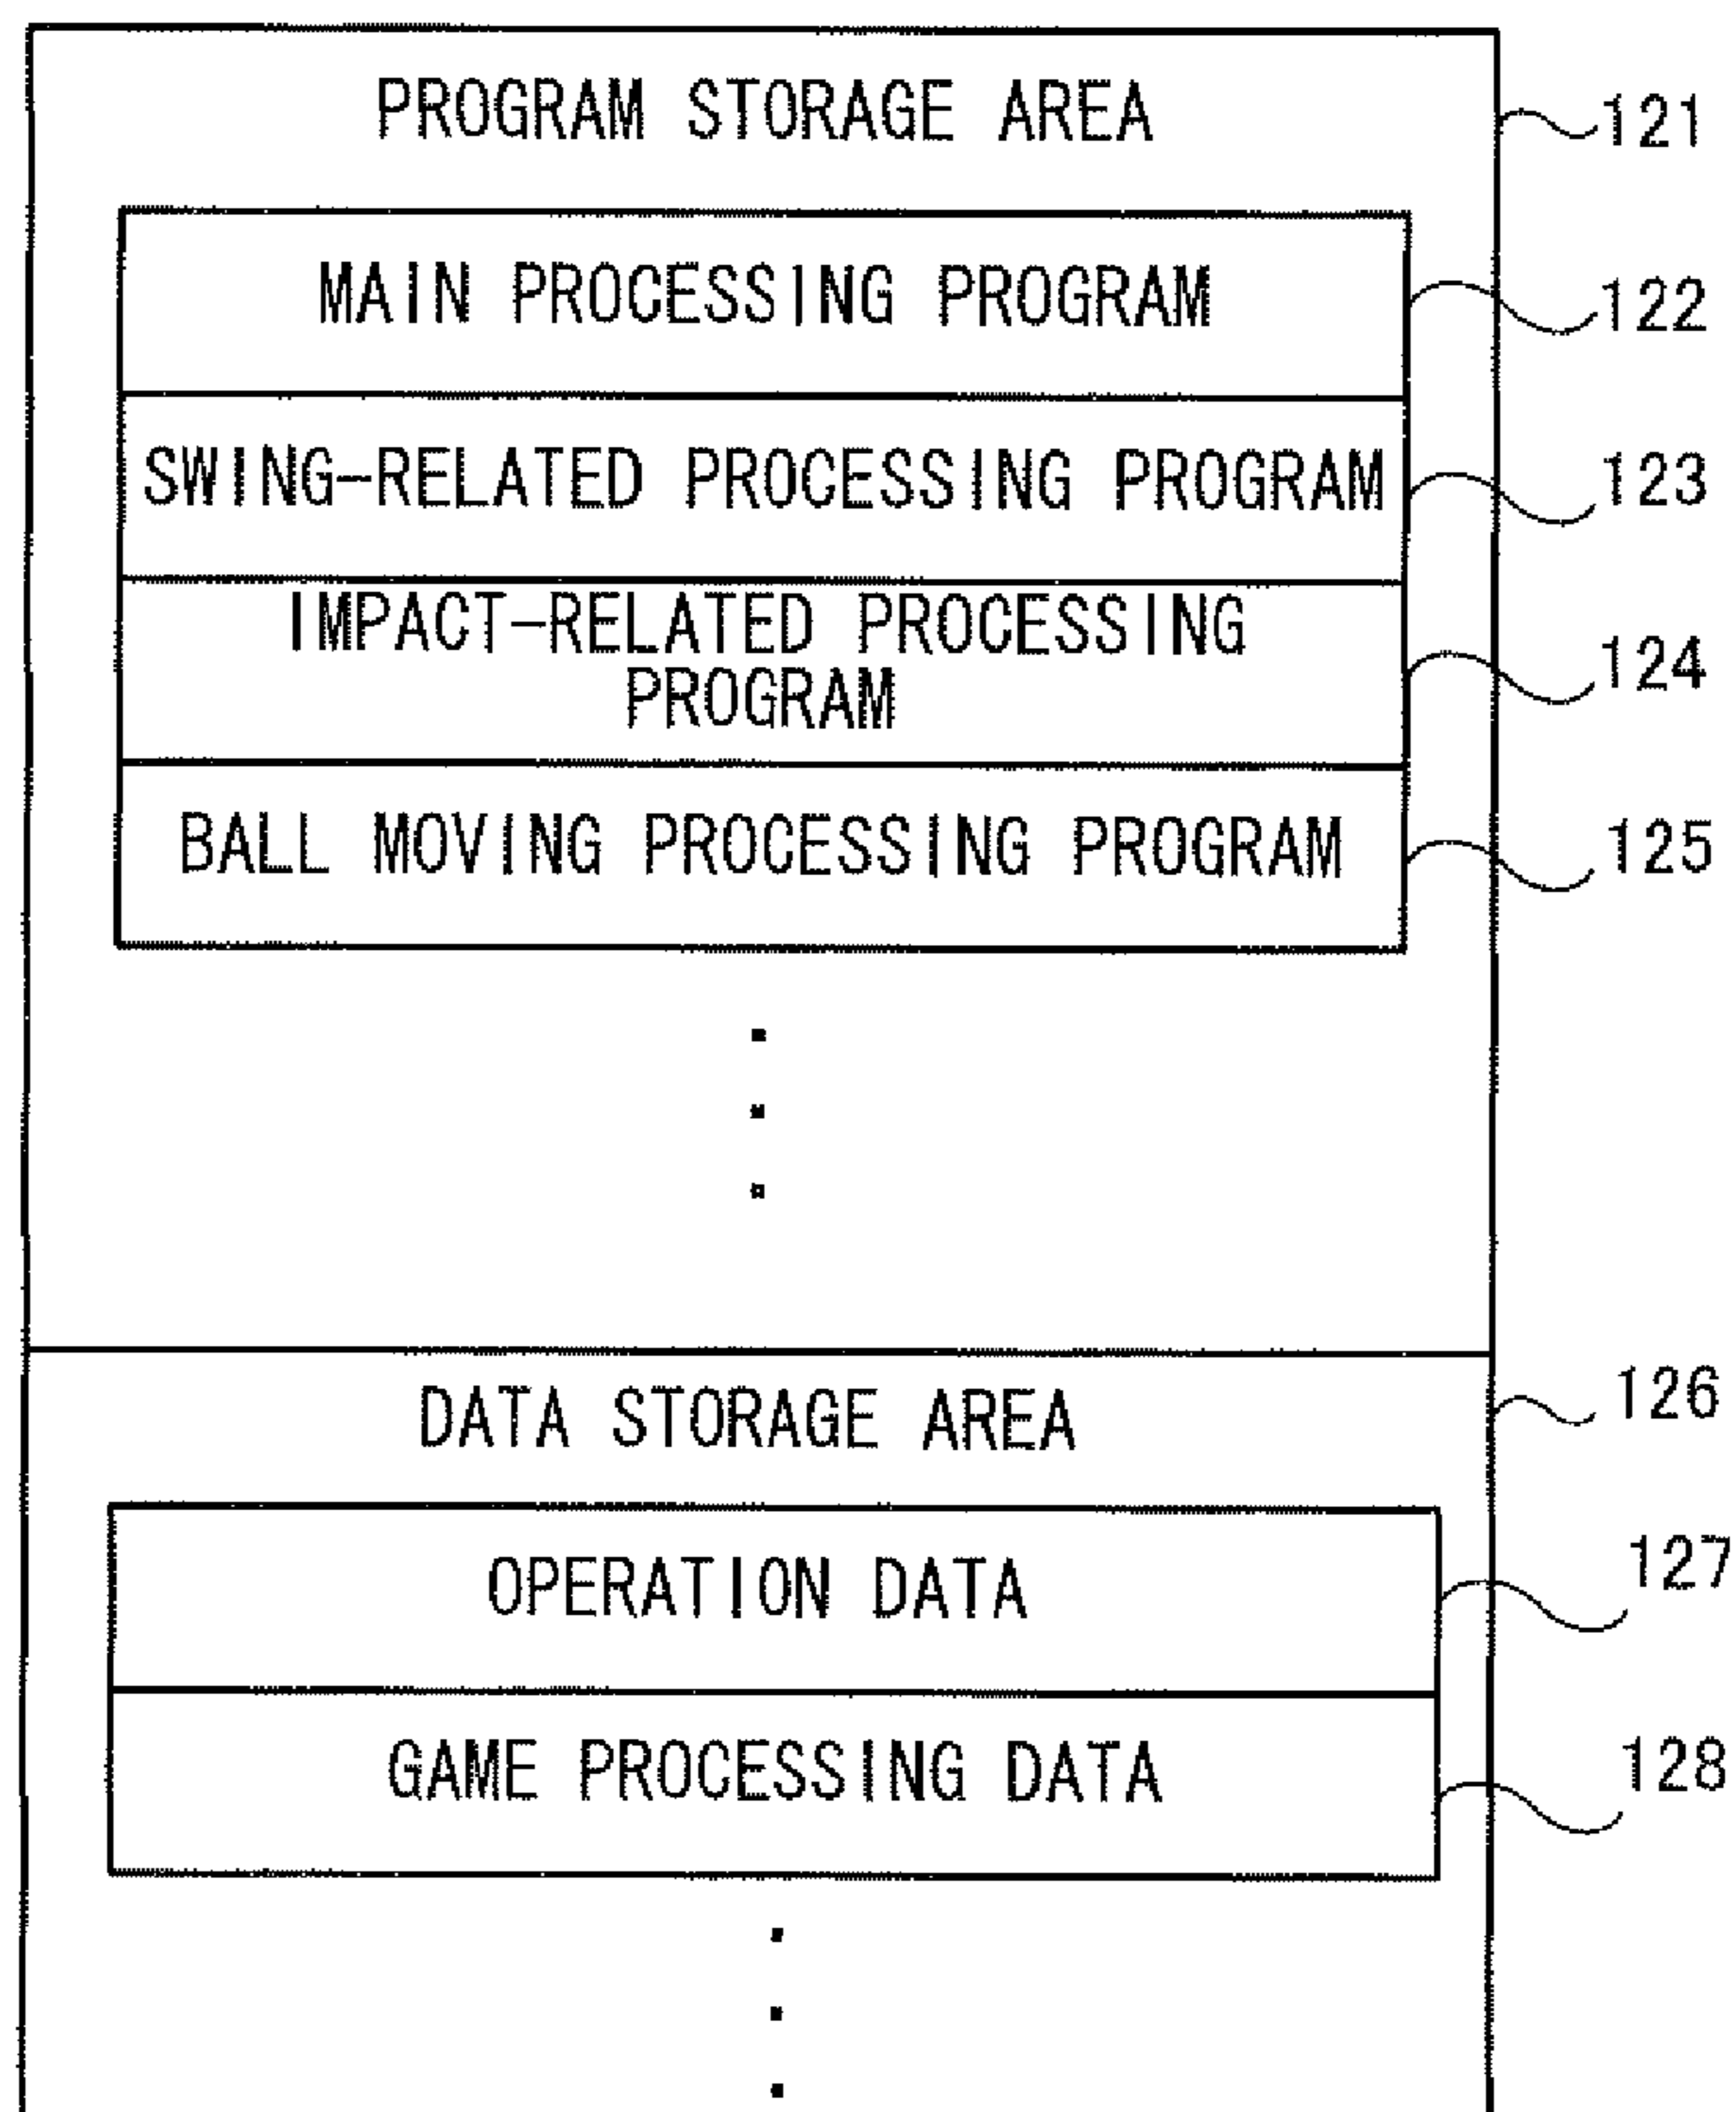 PROGRAM STORAGE AREA
121
MAIN PROCESSING PROGRAM
122
SWING-RELATED PROCESSING PROGRAM
123
IMPACT-RELATED PROCESSING
PROGRAM
124
BALL MOVING PROCESSING PROGRAM
125
DATA STORAGE AREA
126
OPERATION DATA
127
GAME PROCESSING DATA
128